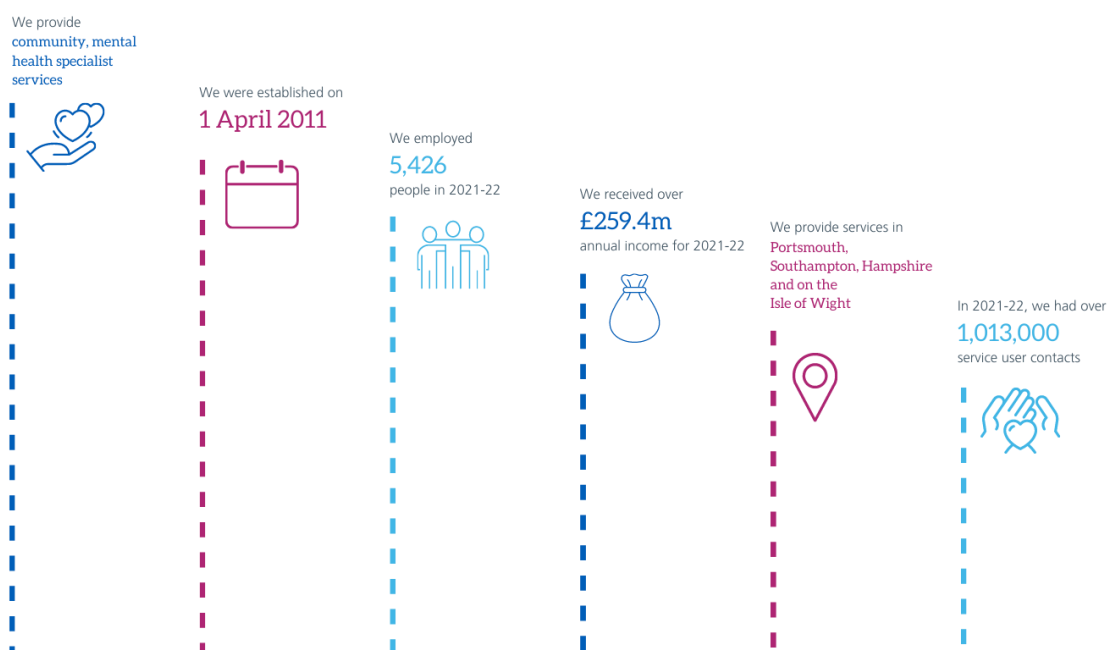 We provide
community, mental
health specialist
services
We were established on
1 April 2011
We employed
5,426
people in 2021-22
We received over
£259.4m
annual income for 2021-22
We provide services in
Portsmouth,
Southampton, Hampshire
and on the
Isle of Wight
In 2021-22, we had over
1,013,000
service user contacts